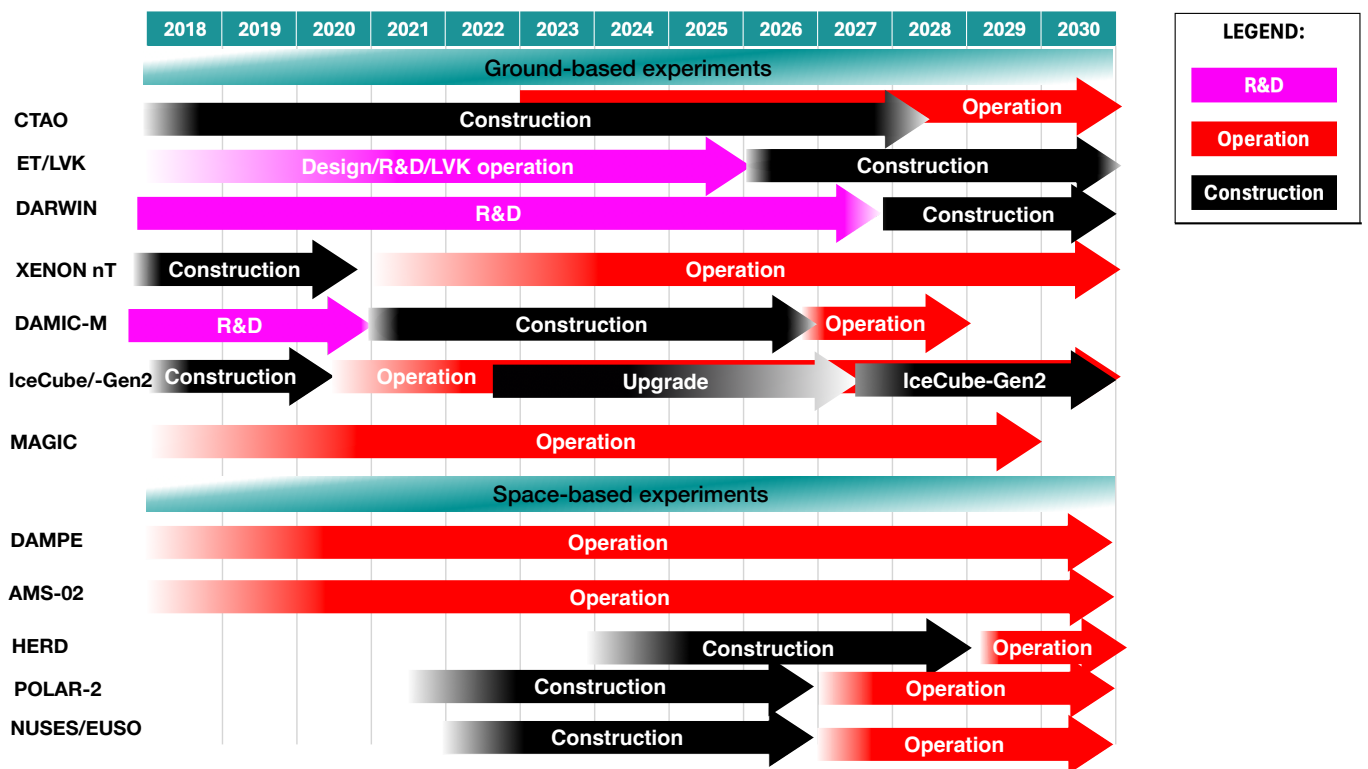 2018 2019 2020 2021 2022 2023 2024 2025 2026 2027 2028 2029 2030
LEGEND:
R&D
Operation
Construction
Ground-based experiments
CTAO Construction Operation
ET/LVK Design/R&D/LVK operation Construction
DARWIN R&D Construction
XENON nT Construction Operation
DAMIC-M R&D Construction Operation
IceCube/-Gen2 Construction Operation Upgrade IceCube-Gen2
MAGIC Operation
Space-based experiments
DAMPE Operation
AMS-02 Operation
HERD Construction Operation
POLAR-2 Construction Operation
NUSES/EUSO Construction Operation